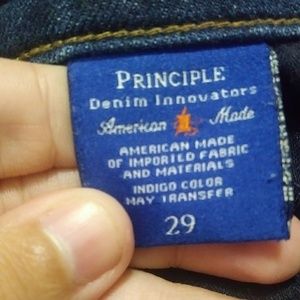 PRINCIPLE
Denim Innovators
American Made
AMERICAN MADE
OF IMPORTED FABRIC
AND MATERIALS
INDIGO COLOR
MAY TRANSFER
29